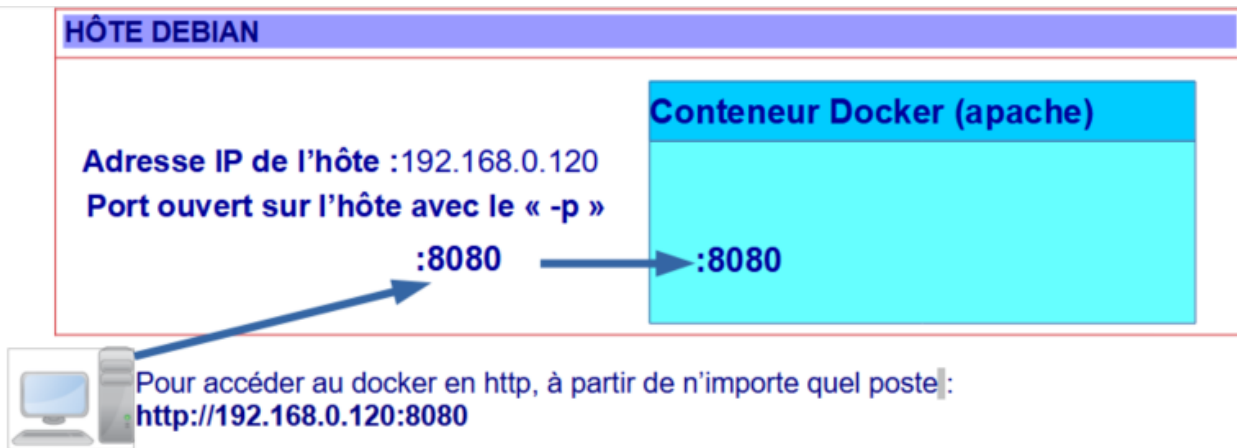 HÔTE DEBIAN
Conteneur Docker (apache)
Adresse IP de l’hôte :192.168.0.120
Port ouvert sur l’hôte avec le « -p »
:8080
:8080
Pour accéder au docker en http, à partir de n’importe quel poste :
http://192.168.0.120:8080